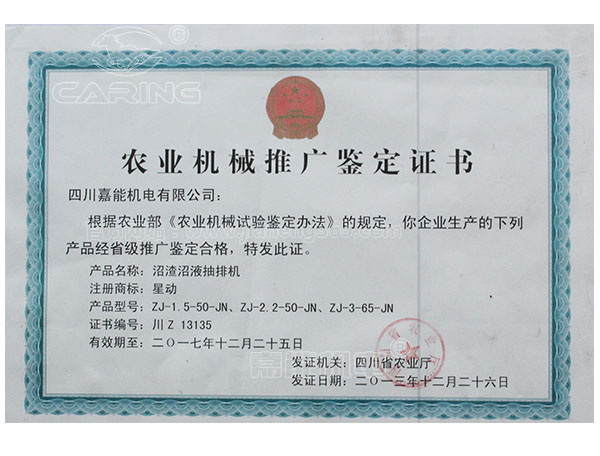 CARING
®
农业机械推广鉴定证书
四川嘉能机电有限公司：
根据农业部《农业机械试验鉴定办法》的规定，你企业生产的下列
产品经省级推广鉴定合格，特发此证。
产品名称：沼渣沼液抽排机
注册商标：星动
产品型号：ZJ-1.5-50-JN、ZJ-2.2-50-JN、ZJ-3-65-JN
证书编号：川 Z 13135
有效期至：二〇一七年十二月二十五日
发证机关：四川省农业厅
发证日期：二〇一三年十二月二十六日